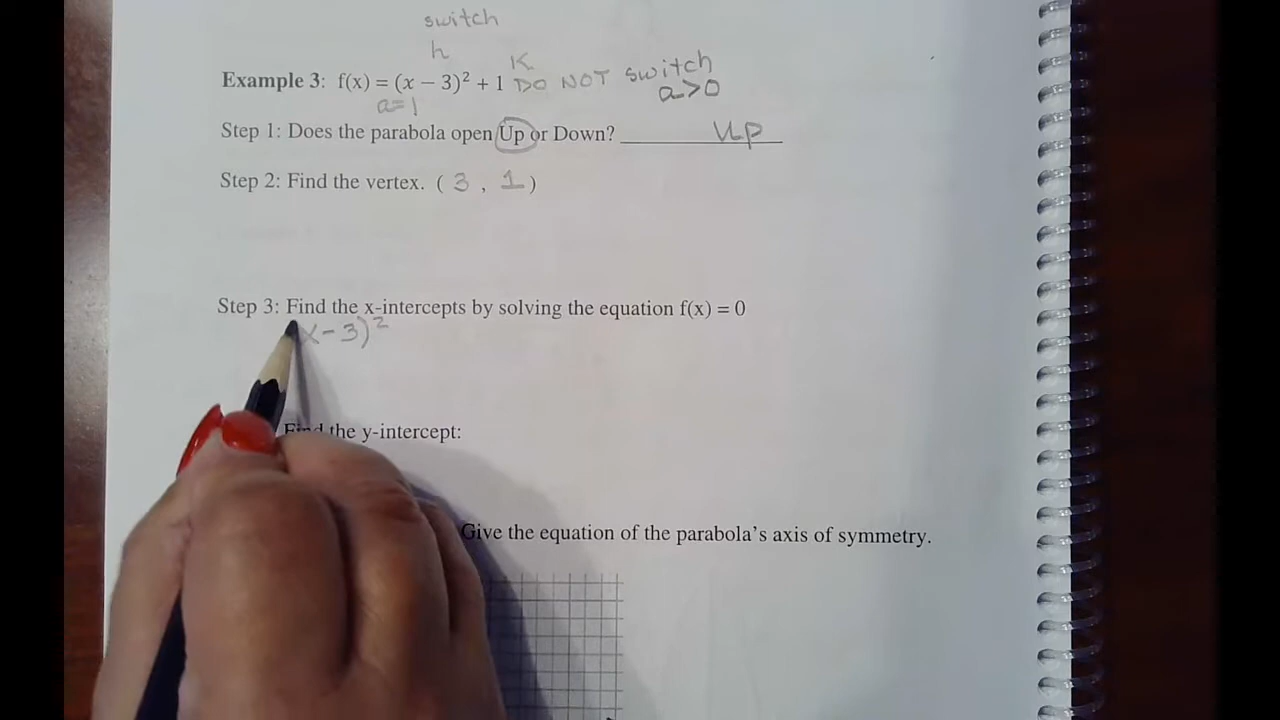 switch
h K
Example 3: f(x) = (x − 3)² + 1 DO NOT switch
a=1 a>0
Step 1: Does the parabola open Up or Down? Up
Step 2: Find the vertex. ( 3 , 1 )
Step 3: Find the x-intercepts by solving the equation f(x) = 0
x-3)²
Find the y-intercept:
Give the equation of the parabola’s axis of symmetry.